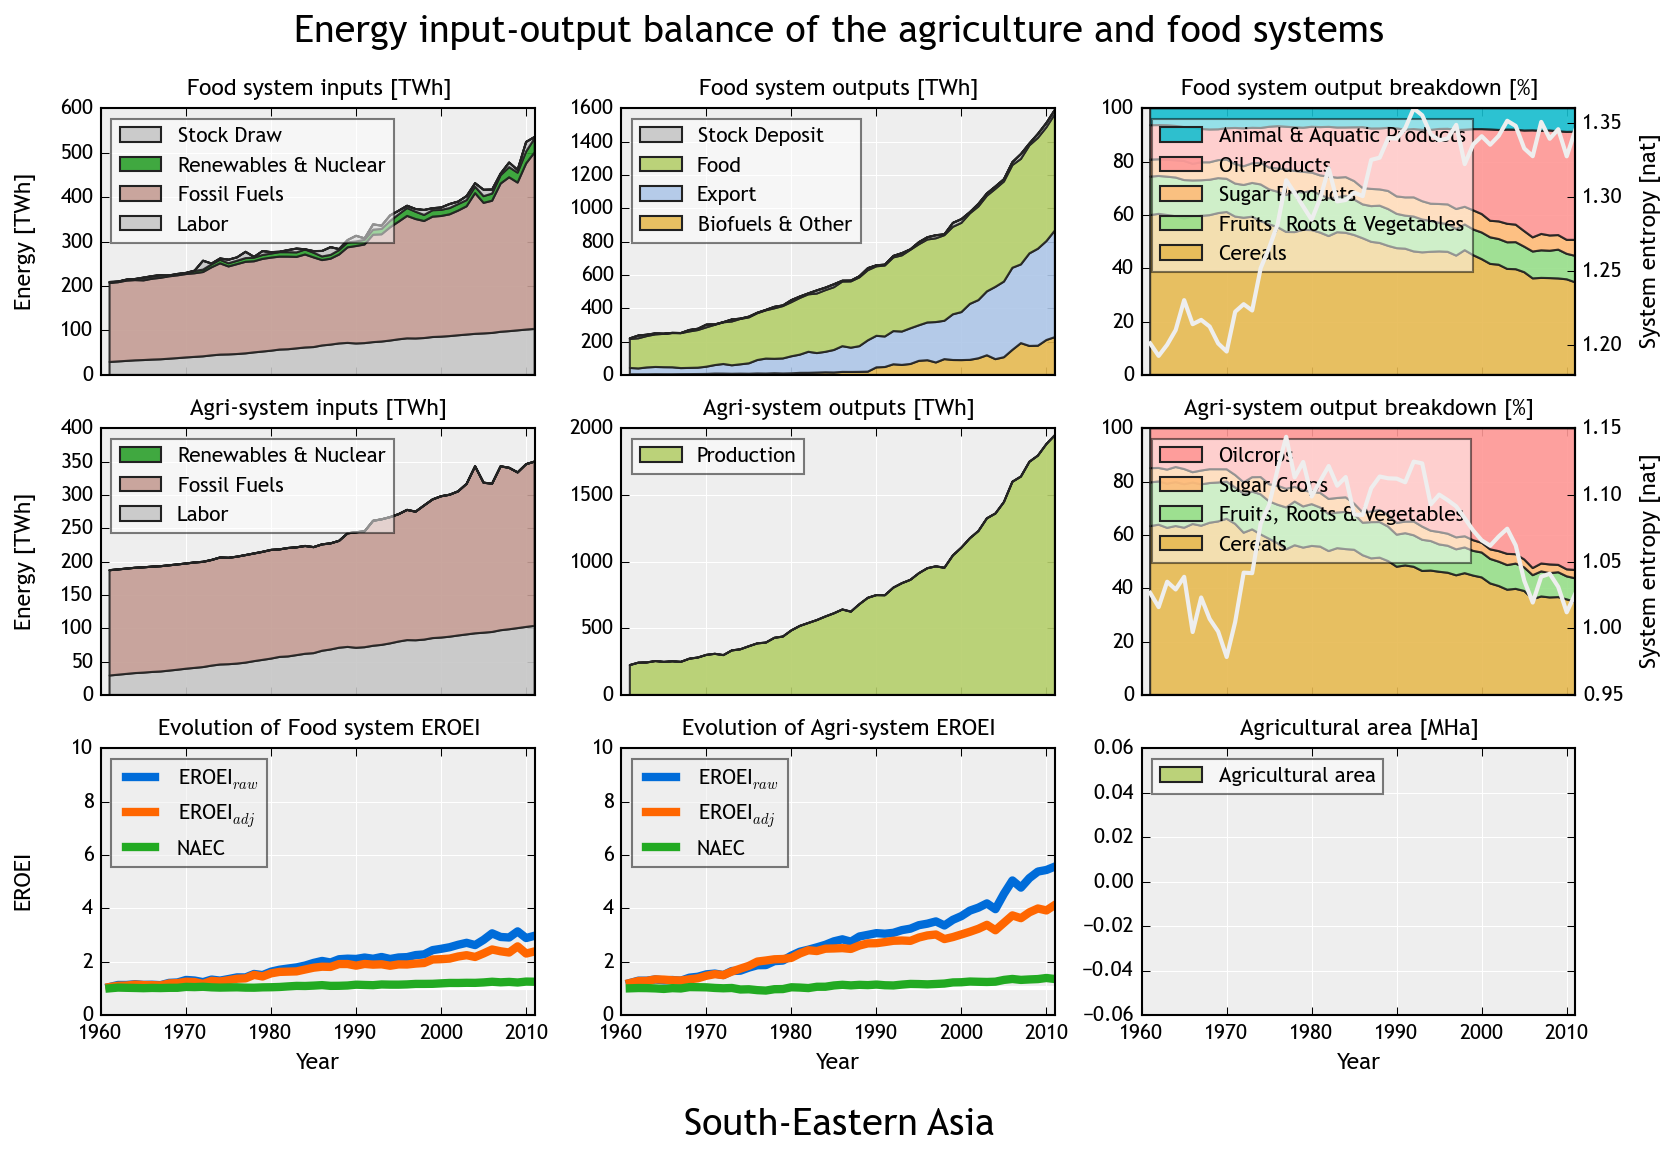 Energy input-output balance of the agriculture and food systems
Food system inputs [TWh]
Energy [TWh]
600
500
400
300
200
100
0
Stock Draw
Renewables & Nuclear
Fossil Fuels
Labor
Food system outputs [TWh]
1600
1400
1200
1000
800
600
400
200
0
Stock Deposit
Food
Export
Biofuels & Other
Food system output breakdown [%]
100
80
60
40
20
0
Animal & Aquatic Products
Oil Products
Sugar Products
Fruits, Roots & Vegetables
Cereals
1.35
1.30
1.25
1.20
System entropy [nat]
Agri-system inputs [TWh]
Energy [TWh]
400
350
300
250
200
150
100
50
0
Renewables & Nuclear
Fossil Fuels
Labor
Agri-system outputs [TWh]
2000
1500
1000
500
0
Production
Agri-system output breakdown [%]
100
80
60
40
20
0
Oilcrops
Sugar Crops
Fruits, Roots & Vegetables
Cereals
1.15
1.10
1.05
1.00
0.95
System entropy [nat]
Evolution of Food system EROEI
EROEI
10
8
6
4
2
0
EROEI raw
EROEI adj
NAEC
1960 1970 1980 1990 2000 2010
Year
Evolution of Agri-system EROEI
10
8
6
4
2
0
EROEI raw
EROEI adj
NAEC
1960 1970 1980 1990 2000 2010
Year
Agricultural area [MHa]
0.06
0.04
0.02
0.00
−0.02
−0.04
−0.06
Agricultural area
1960 1970 1980 1990 2000 2010
Year
South-Eastern Asia